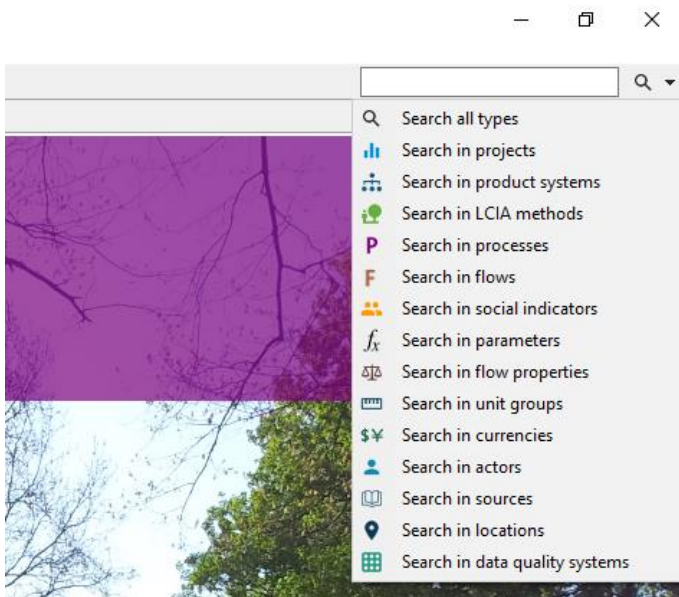 Search all types
Search in projects
Search in product systems
Search in LCIA methods
P Search in processes
F Search in flows
Search in social indicators
fx Search in parameters
Search in flow properties
Search in unit groups
$¥ Search in currencies
Search in actors
Search in sources
Search in locations
Search in data quality systems